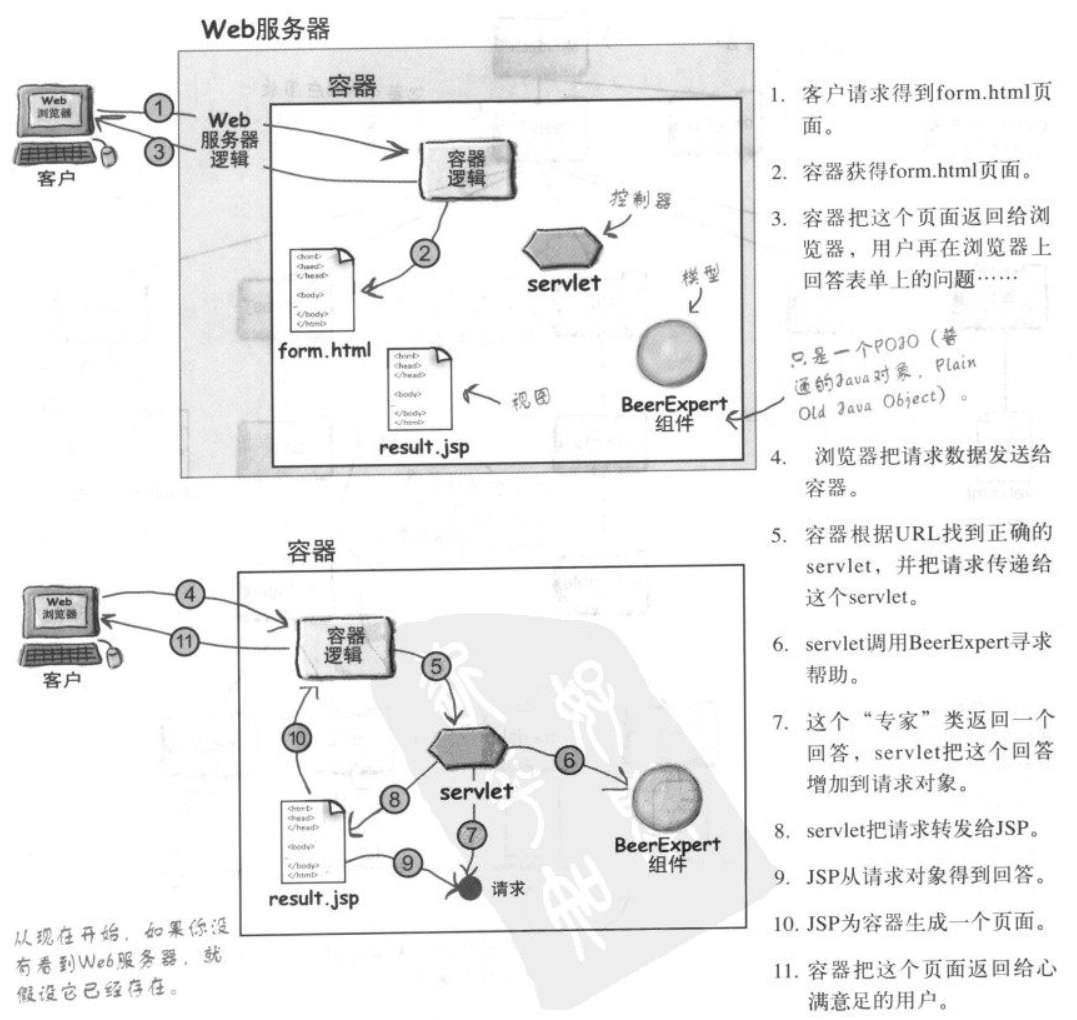 Web服务器
容器
Web
浏览器
客户
1
3
Web
服务器
逻辑
容器
逻辑
2
控制器
servlet
模型
<html>
<head>
</head>
<body>
</body>
</html>
form.html
<html>
<head>
</head>
<body>
</body>
</html>
视图
result.jsp
BeerExpert
组件
只是一个POJO（普
通的Java对象，Plain
Old Java Object）。
1. 客户请求得到form.html页
面。
2. 容器获得form.html页面。
3. 容器把这个页面返回给浏
览器，用户再在浏览器上
回答表单上的问题……
4. 浏览器把请求数据发送给
容器。
5. 容器根据URL找到正确的
servlet，并把请求传递给
这个servlet。
6. servlet调用BeerExpert寻求
帮助。
7. 这个“专家”类返回一个
回答，servlet把这个回答
增加到请求对象。
8. servlet把请求转发给JSP。
9. JSP从请求对象得到回答。
10. JSP为容器生成一个页面。
11. 容器把这个页面返回给心
满意足的用户。
容器
Web
浏览器
客户
4
11
容器
逻辑
5
10
6
servlet
8
7
<html>
<head>
</head>
<body>
</body>
</html>
9
result.jsp
请求
BeerExpert
组件
从现在开始，如果你没
有看到Web服务器，就
假设它已经存在。